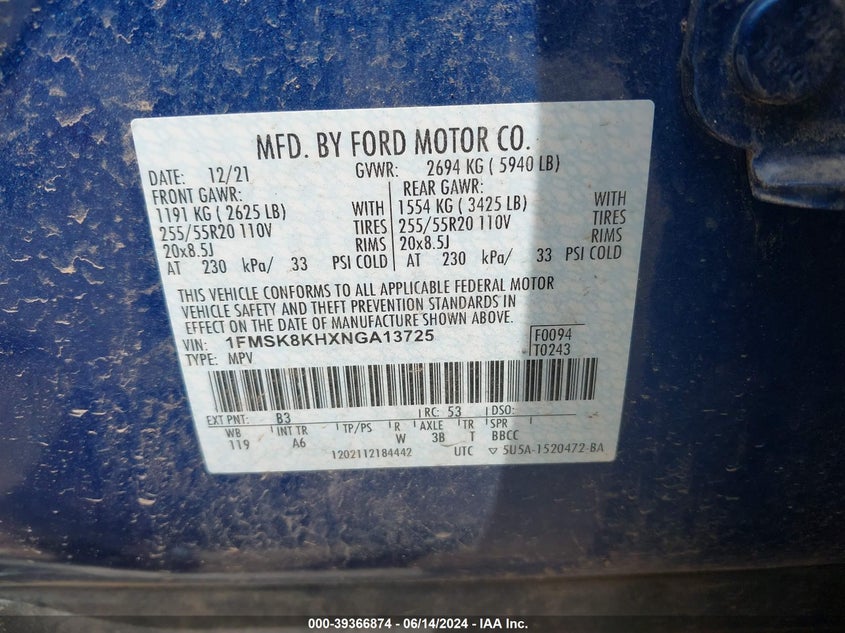 MFD. BY FORD MOTOR CO.
DATE: 12/21 GVWR: 2694 KG ( 5940 LB)
FRONT GAWR: REAR GAWR:
1191 KG ( 2625 LB) WITH 1554 KG ( 3425 LB) WITH
255/55R20 110V TIRES 255/55R20 110V TIRES
20x8.5J RIMS 20x8.5J RIMS
AT 230 kPa/ 33 PSI COLD AT 230 kPa/ 33 PSI COLD
THIS VEHICLE CONFORMS TO ALL APPLICABLE FEDERAL MOTOR
VEHICLE SAFETY AND THEFT PREVENTION STANDARDS IN
EFFECT ON THE DATE OF MANUFACTURE SHOWN ABOVE.
VIN: 1FMSK8KHXNGA13725 F0094
TYPE: MPV T0243
EXT PNT: B3 RC: 53 DSO:
WB INT TR TP/PS R AXLE TR SPR
119 A6 W 3B T BBCC
1202112184442 UTC ▽ 5U5A-1520472-BA
000-39366874 - 06/14/2024 - IAA Inc.